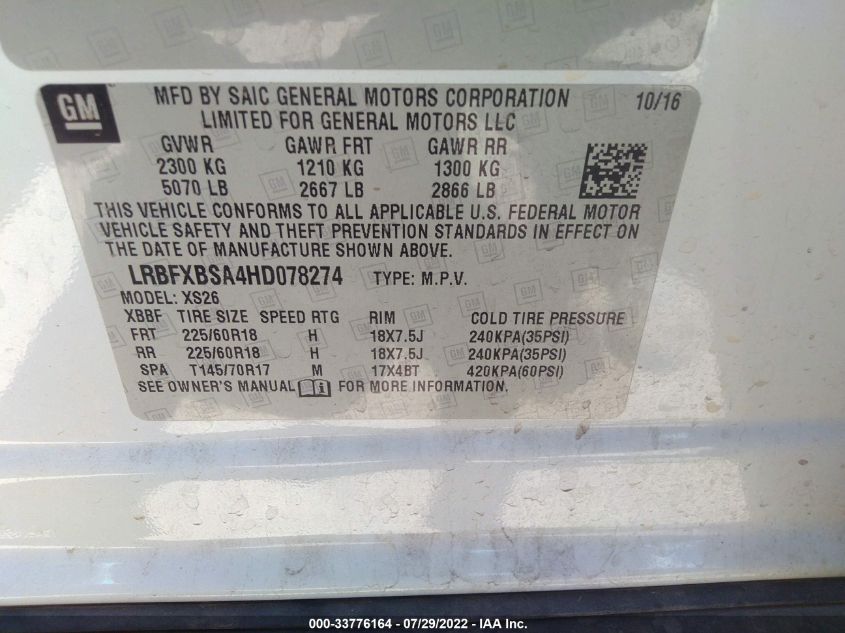 GM
MFD BY SAIC GENERAL MOTORS CORPORATION 10/16
LIMITED FOR GENERAL MOTORS LLC
GVWR GAWR FRT GAWR RR
2300 KG 1210 KG 1300 KG
5070 LB 2667 LB 2866 LB
THIS VEHICLE CONFORMS TO ALL APPLICABLE U.S. FEDERAL MOTOR
VEHICLE SAFETY AND THEFT PREVENTION STANDARDS IN EFFECT ON
THE DATE OF MANUFACTURE SHOWN ABOVE.
LRBFXBSA4HD078274 TYPE: M.P.V.
MODEL: XS26
XBBF TIRE SIZE SPEED RTG RIM COLD TIRE PRESSURE
FRT 225/60R18 H 18X7.5J 240KPA(35PSI)
RR 225/60R18 H 18X7.5J 240KPA(35PSI)
SPA T145/70R17 M 17X4BT 420KPA(60PSI)
SEE OWNER'S MANUAL FOR MORE INFORMATION
000-33776164 - 07/29/2022 - IAA Inc.